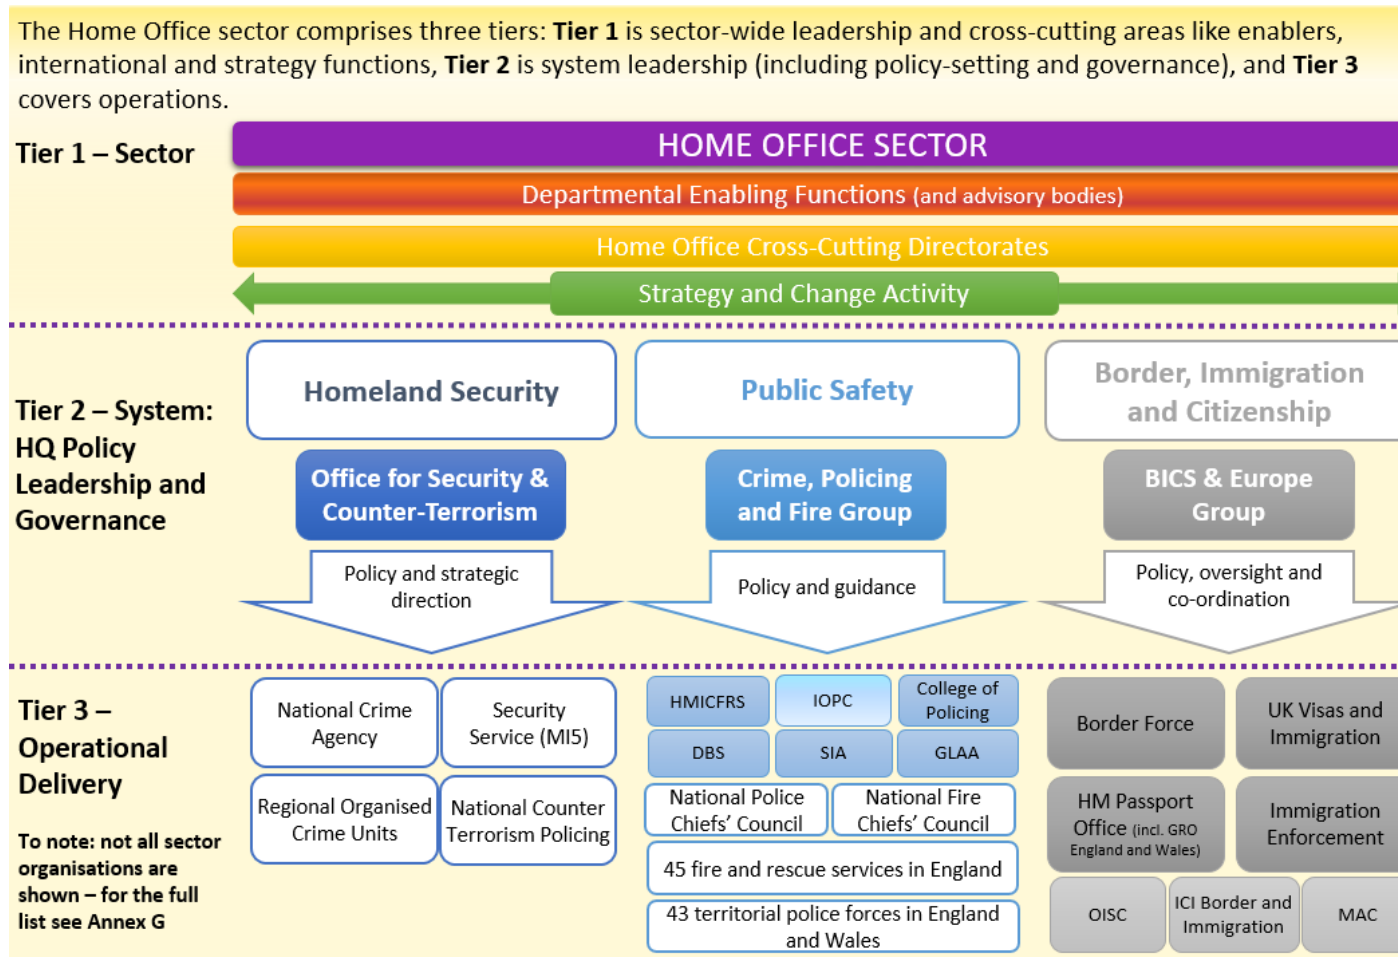 The Home Office sector comprises three tiers: Tier 1 is sector-wide leadership and cross-cutting areas like enablers,
international and strategy functions, Tier 2 is system leadership (including policy-setting and governance), and Tier 3
covers operations.
Tier 1 – Sector
HOME OFFICE SECTOR
Departmental Enabling Functions (and advisory bodies)
Home Office Cross-Cutting Directorates
Strategy and Change Activity
Tier 2 – System:
HQ Policy
Leadership and
Governance
Homeland Security
Public Safety
Border, Immigration
and Citizenship
Office for Security &
Counter-Terrorism
Crime, Policing
and Fire Group
BICS & Europe
Group
Policy and strategic
direction
Policy and guidance
Policy, oversight and
co-ordination
Tier 3 –
Operational
Delivery
To note: not all sector
organisations are
shown – for the full
list see Annex G
National Crime
Agency
Security
Service (MI5)
Regional Organised
Crime Units
National Counter
Terrorism Policing
HMICFRS
IOPC
College of
Policing
DBS
SIA
GLAA
National Police
Chiefs' Council
National Fire
Chiefs' Council
45 fire and rescue services in England
43 territorial police forces in England
and Wales
Border Force
UK Visas and
Immigration
HM Passport
Office (incl. GRO
England and Wales)
Immigration
Enforcement
OISC
ICI Border and
Immigration
MAC